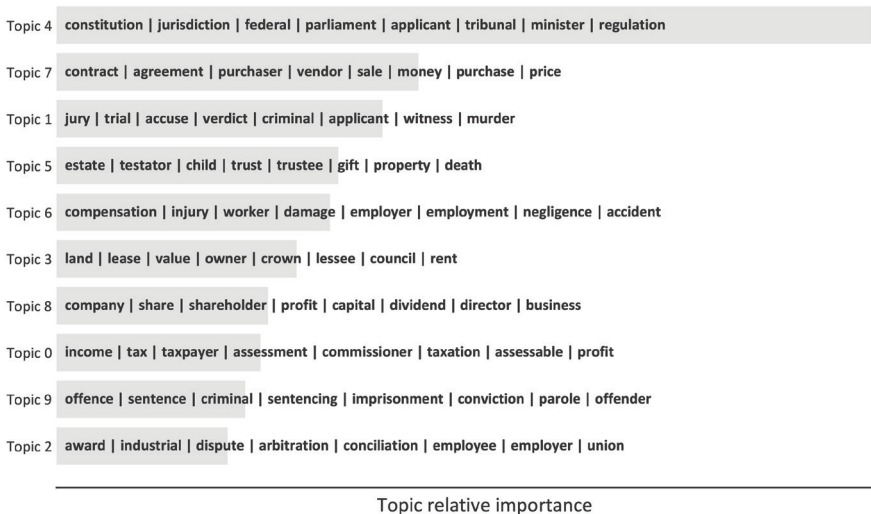 Topic 4 constitution | jurisdiction | federal | parliament | applicant | tribunal | minister | regulation
Topic 7 contract | agreement | purchaser | vendor | sale | money | purchase | price
Topic 1 jury | trial | accuse | verdict | criminal | applicant | witness | murder
Topic 5 estate | testator | child | trust | trustee | gift | property | death
Topic 6 compensation | injury | worker | damage | employer | employment | negligence | accident
Topic 3 land | lease | value | owner | crown | lessee | council | rent
Topic 8 company | share | shareholder | profit | capital | dividend | director | business
Topic 0 income | tax | taxpayer | assessment | commissioner | taxation | assessable | profit
Topic 9 offence | sentence | criminal | sentencing | imprisonment | conviction | parole | offender
Topic 2 award | industrial | dispute | arbitration | conciliation | employee | employer | union
Topic relative importance